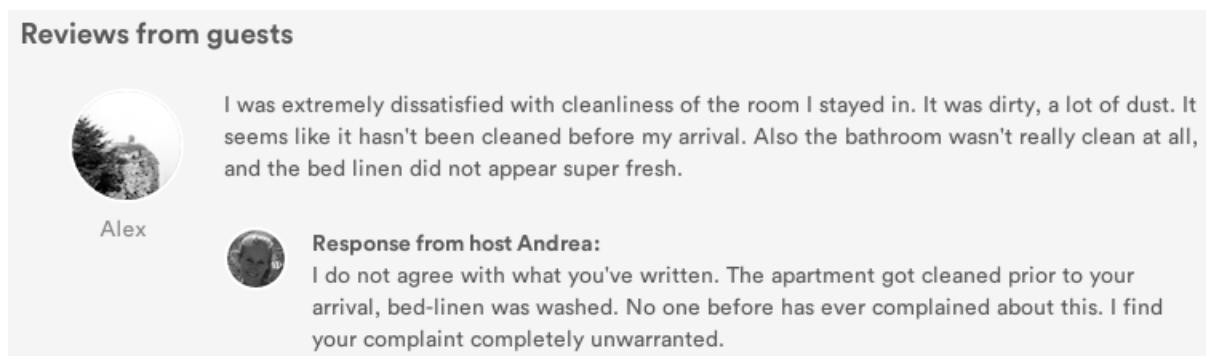 Reviews from guests
I was extremely dissatisfied with cleanliness of the room I stayed in. It was dirty, a lot of dust. It
seems like it hasn't been cleaned before my arrival. Also the bathroom wasn't really clean at all,
and the bed linen did not appear super fresh.
Alex
Response from host Andrea:
I do not agree with what you've written. The apartment got cleaned prior to your
arrival, bed-linen was washed. No one before has ever complained about this. I find
your complaint completely unwarranted.